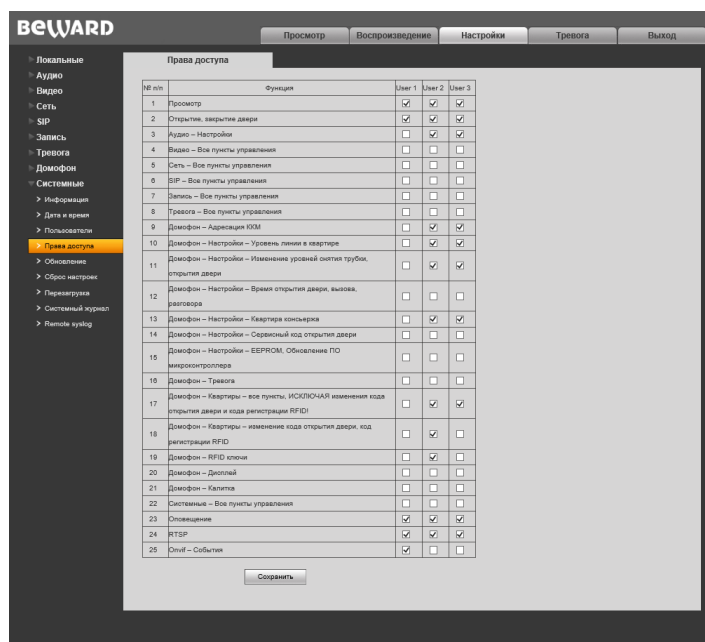 BEWARD
Просмотр Воспроизведение Настройки Тревога Выход
Локальные
Аудио
Видео
Сеть
SIP
Запись
Тревога
Домофон
Системные
Информация
Дата и время
Пользователи
Права доступа
Обновление
Сброс настроек
Перезагрузка
Системный журнал
Remote syslog
Права доступа
№ п/п Функция User 1 User 2 User 3
1 Просмотр
2 Открытие, закрытие двери
3 Аудио – Настройки
4 Видео – Все пункты управления
5 Сеть – Все пункты управления
6 SIP – Все пункты управления
7 Запись – Все пункты управления
8 Тревога – Все пункты управления
9 Домофон – Адресация ККМ
10 Домофон – Настройки – Уровень линии в квартире
11 Домофон – Настройки – Изменение уровней снятия трубки,
открытия двери
12 Домофон – Настройки – Время открытия двери, вызова,
разговора
13 Домофон – Настройки – Квартира консьержа
14 Домофон – Настройки – Сервисный код открытия двери
15 Домофон – Настройки – EEPROM, Обновление ПО
микроконтроллера
16 Домофон – Тревога
17 Домофон – Квартиры – все пункты, ИСКЛЮЧАЯ изменения кода
открытия двери и кода регистрации RFID!
18 Домофон – Квартиры – изменение кода открытия двери, код
регистрации RFID
19 Домофон – RFID ключи
20 Домофон – Дисплей
21 Домофон – Калитка
22 Системные – Все пункты управления
23 Оповещение
24 RTSP
25 Onvif – События
Сохранить